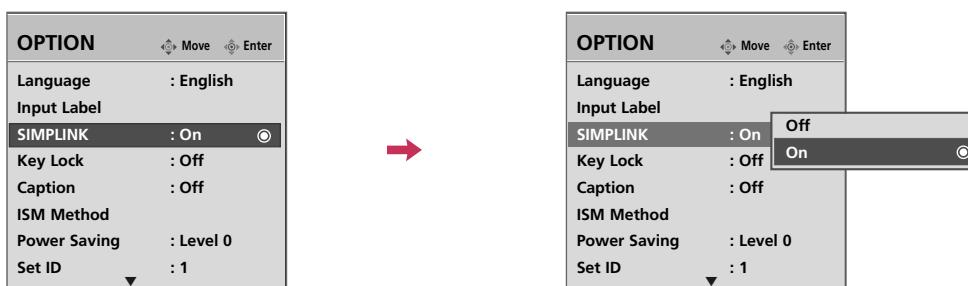 OPTION Move Enter
Language : English
Input Label
SIMPLINK : On
Key Lock : Off
Caption : Off
ISM Method
Power Saving : Level 0
Set ID : 1
OPTION Move Enter
Language : English
Input Label
SIMPLINK : On
Key Lock : Off
Caption : Off
ISM Method
Power Saving : Level 0
Set ID : 1
Off
On